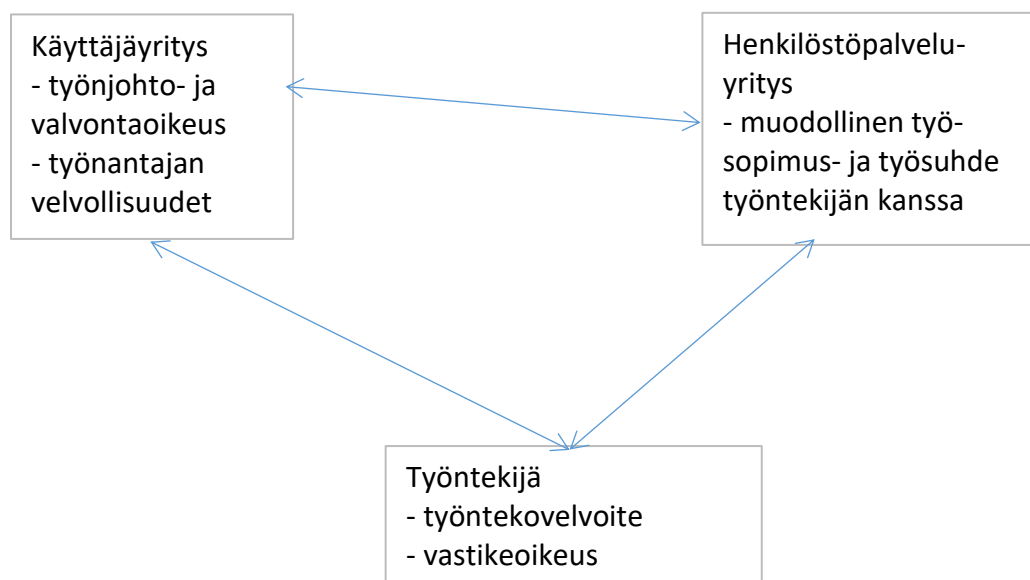 Käyttäjäyritys
- työnjohto- ja
valvontaoikeus
- työnantajan
velvollisuudet
Henkilöstöpalvelu-
yritys
- muodollinen työ-
sopimus- ja työsuhde
työntekijän kanssa
Työntekijä
- työntekovelvoite
- vastikeoikeus